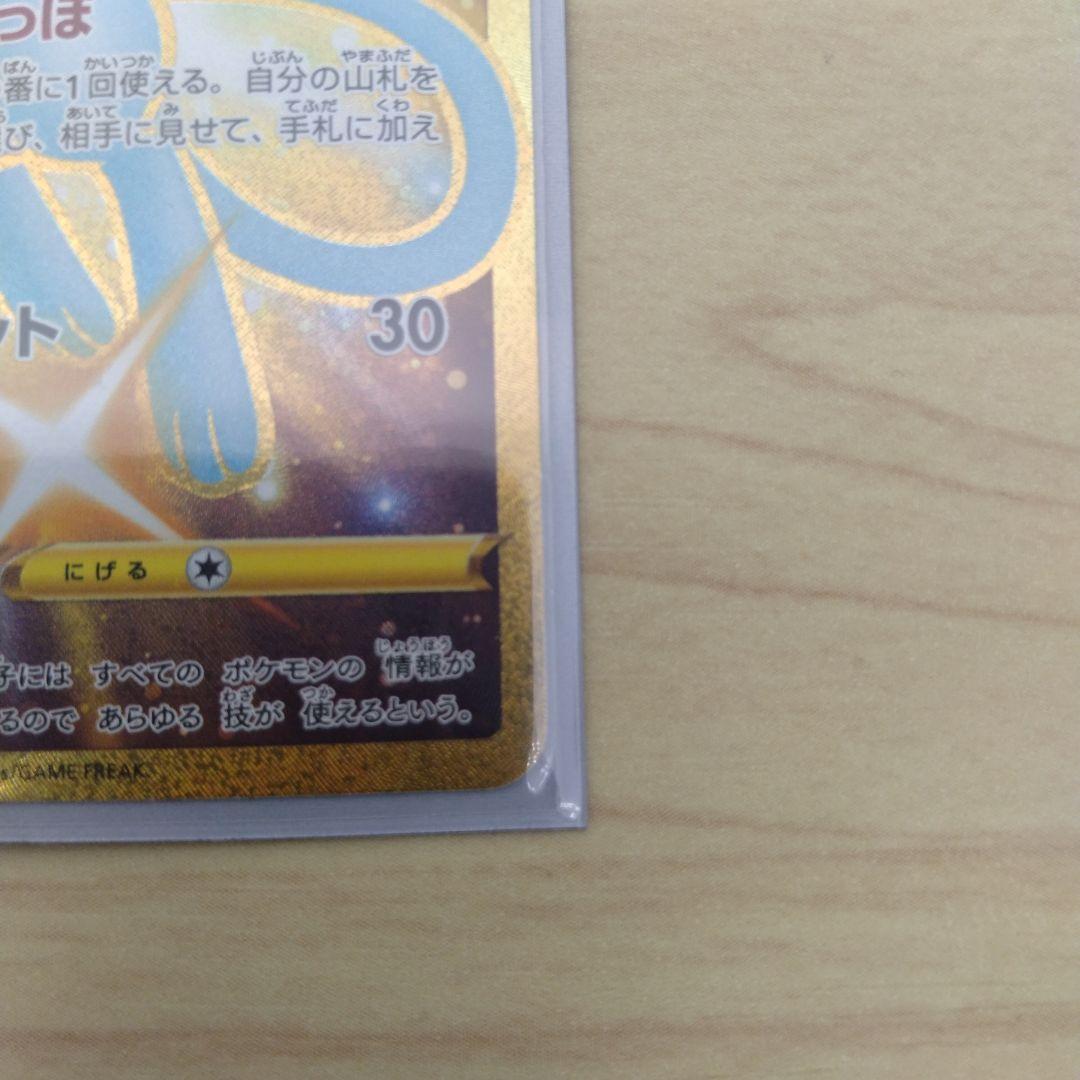 っぽ
番に1回使える。自分の山札を
び、相手に見せて、手札に加え
ット 30
にげる
子には すべての ポケモンの 情報が
るので あらゆる 技が 使えるという。
s/GAME FREAK.